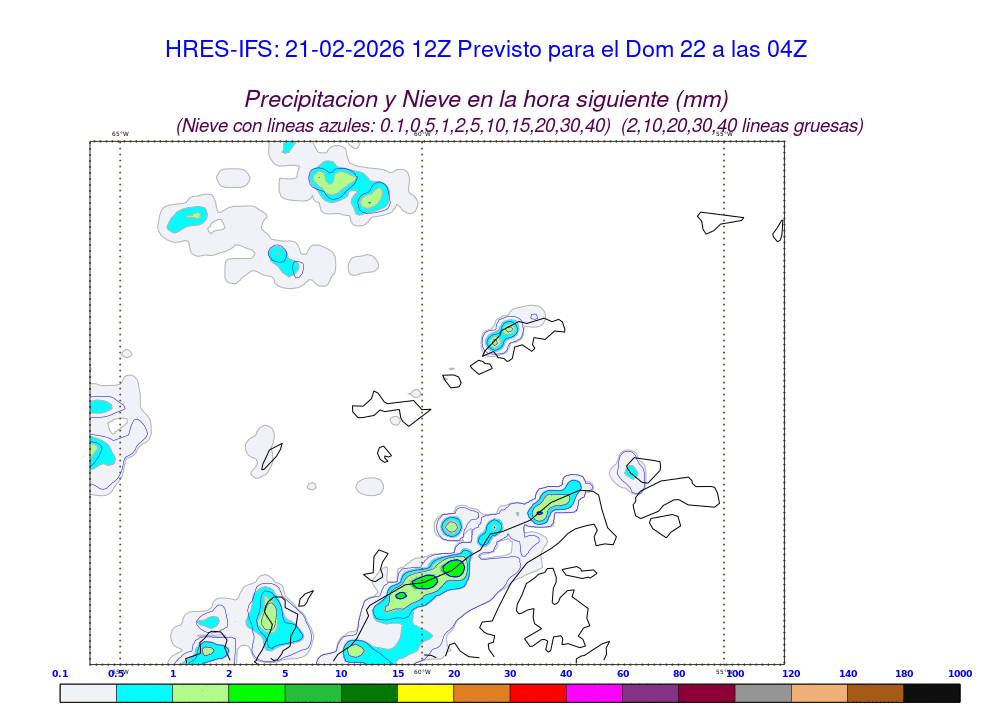 HRES-IFS: 21-02-2026 12Z Previsto para el Dom 22 a las 04Z
Precipitacion y Nieve en la hora siguiente (mm)
(Nieve con lineas azules: 0.1,0.5,1,2,5,10,15,20,30,40)  (2,10,20,30,40 lineas gruesas)
65°W 60°W 55°W
65°W 60°W 55°W
0.1 0.5 1 2 5 10 15 20 30 40 60 80 100 120 140 180 1000